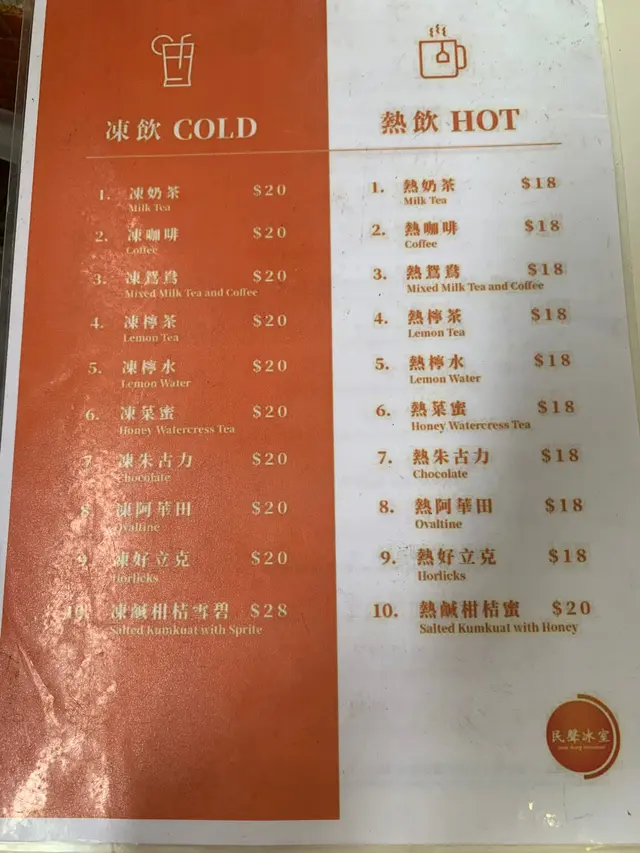 凍飲 COLD
1. 凍奶茶 $20
Milk Tea
2. 凍咖啡 $20
Coffee
3. 凍鴛鴦 $20
Mixed Milk Tea and Coffee
4. 凍檸茶 $20
Lemon Tea
5. 凍檸水 $20
Lemon Water
6. 凍菜蜜 $20
Honey Watercress Tea
7. 凍朱古力 $20
Chocolate
8. 凍阿華田 $20
Ovaltine
9. 凍好立克 $20
Horlicks
10. 凍鹹柑桔雪碧 $28
Salted Kumkuat with Sprite
熱飲 HOT
1. 熱奶茶 $18
Milk Tea
2. 熱咖啡 $18
Coffee
3. 熱鴛鴦 $18
Mixed Milk Tea and Coffee
4. 熱檸茶 $18
Lemon Tea
5. 熱檸水 $18
Lemon Water
6. 熱菜蜜 $18
Honey Watercress Tea
7. 熱朱古力 $18
Chocolate
8. 熱阿華田 $18
Ovaltine
9. 熱好立克 $18
Horlicks
10. 熱鹹柑桔蜜 $20
Salted Kumkuat with Honey
民聲冰室